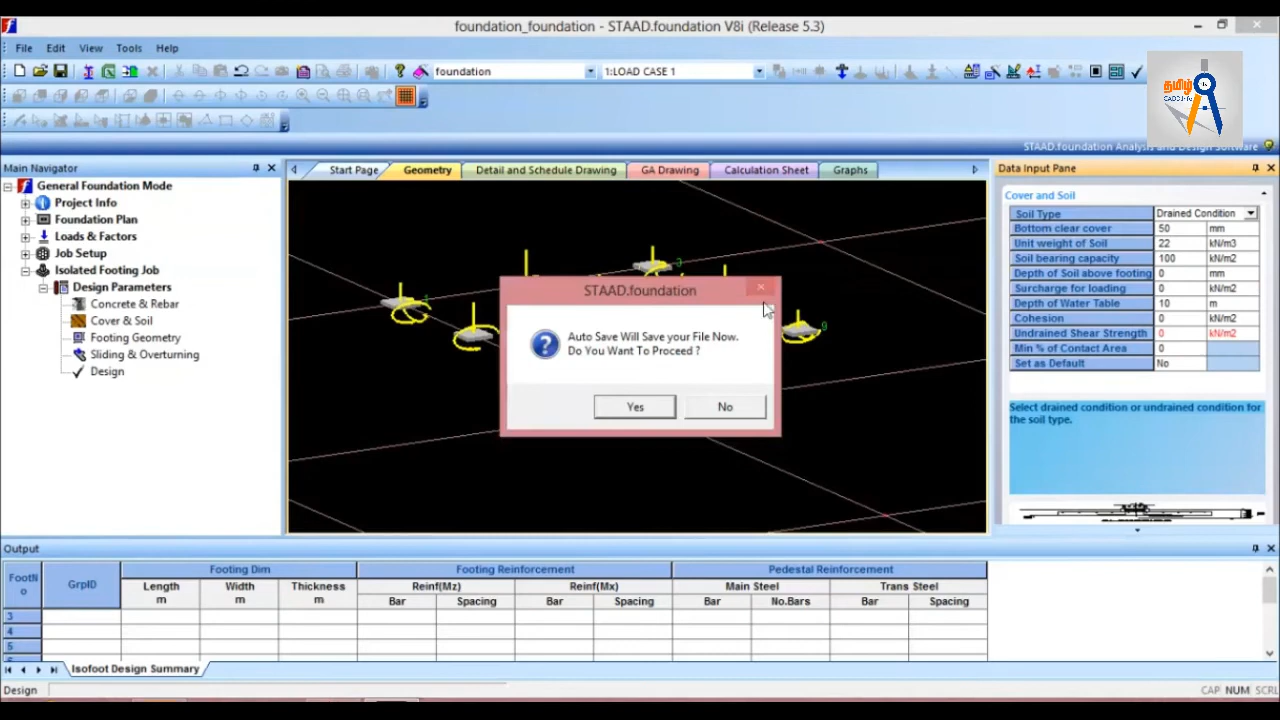 foundation_foundation - STAAD.foundation V8i (Release 5.3)
File Edit View Tools Help
foundation 1:LOAD CASE 1
தமிழ்
STAAD.foundation Analysis and Design Software
Main Navigator
Start Page Geometry Detail and Schedule Drawing GA Drawing Calculation Sheet Graphs
Data Input Pane
General Foundation Mode
Project Info
Foundation Plan
Loads & Factors
Job Setup
Isolated Footing Job
Design Parameters
Concrete & Rebar
Cover & Soil
Footing Geometry
Sliding & Overturning
Design
3
9
STAAD.foundation
Auto Save Will Save your File Now.
Do You Want To Proceed ?
Yes No
Cover and Soil
Soil Type Drained Condition
Bottom clear cover 50 mm
Unit weight of Soil 22 kN/m3
Soil bearing capacity 100 kN/m2
Depth of Soil above footing 0 mm
Surcharge for loading 0 kN/m2
Depth of Water Table 10 m
Cohesion 0 kN/m2
Undrained Shear Strength 0 kN/m2
Min % of Contact Area 0
Set as Default No
Select drained condition or undrained condition for
the soil type.
Output
FootN
o
GrpID
Footing Dim Footing Reinforcement Pedestal Reinforcement
Length
m
Width
m
Thickness
m
Reinf(Mz) Reinf(Mx) Main Steel Trans Steel
Bar Spacing Bar Spacing Bar No.Bars Bar Spacing
3
4
5
Isofoot Design Summary
Design
CAP NUM SCRL